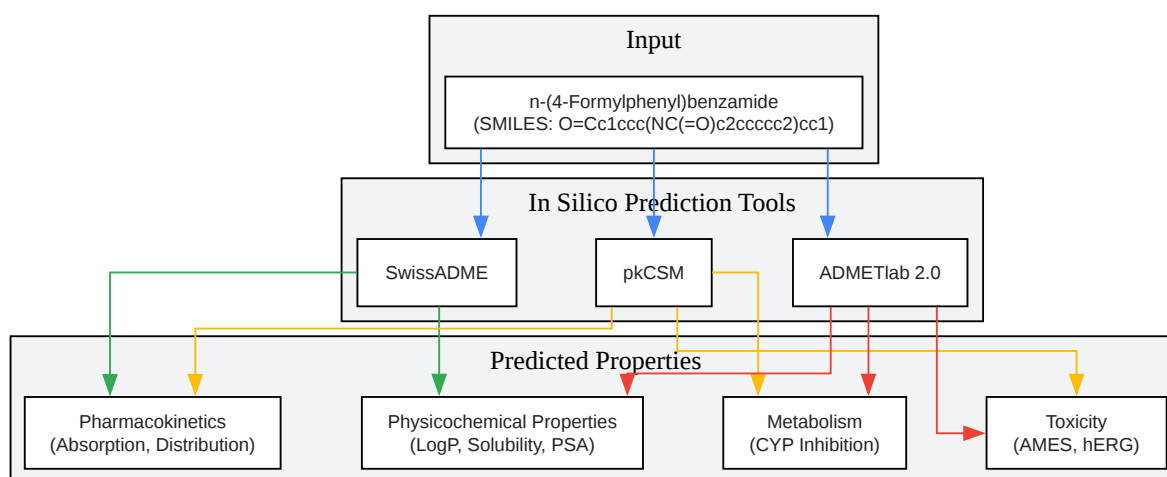 Input
n-(4-Formylphenyl)benzamide
(SMILES: O=Cc1ccc(NC(=O)c2ccccc2)cc1)
In Silico Prediction Tools
SwissADME
pkCSM
ADMETlab 2.0
Predicted Properties
Pharmacokinetics
(Absorption, Distribution)
Physicochemical Properties
(LogP, Solubility, PSA)
Metabolism
(CYP Inhibition)
Toxicity
(AMES, hERG)